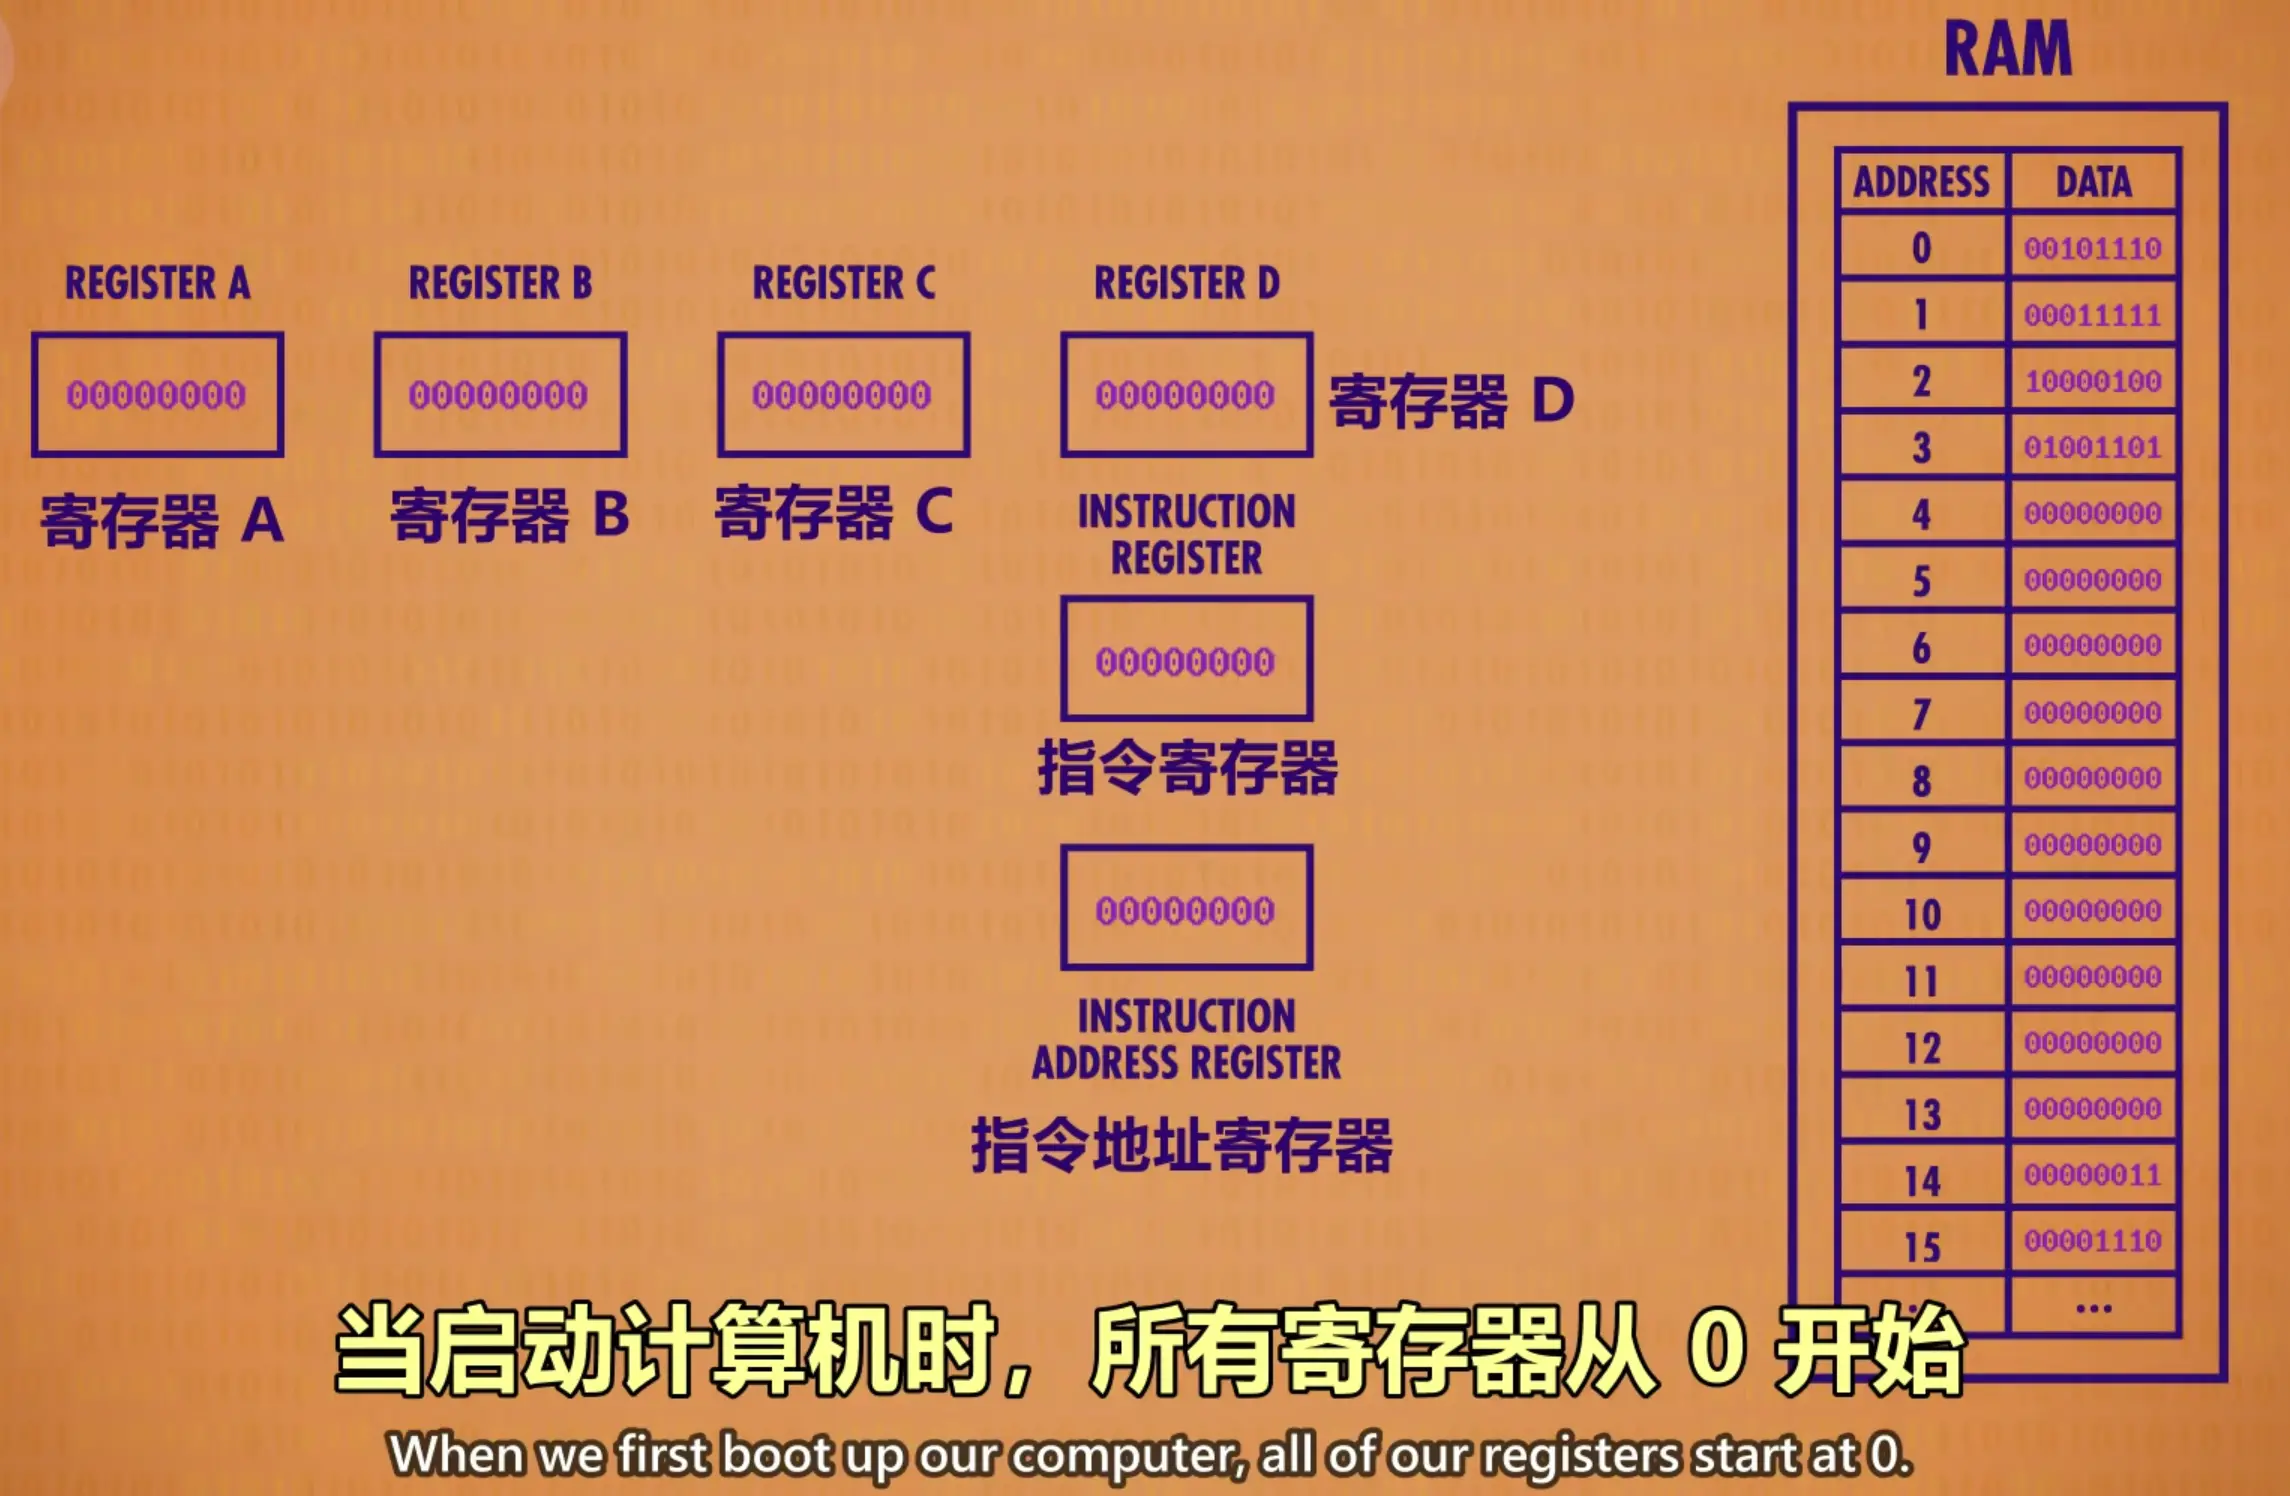 RAM
ADDRESS DATA
0 00101110
1 00011111
2 10000100
3 01001101
4 00000000
5 00000000
6 00000000
7 00000000
8 00000000
9 00000000
10 00000000
11 00000000
12 00000000
13 00000000
14 00000011
15 00001110
...
REGISTER A REGISTER B REGISTER C REGISTER D
00000000 00000000 00000000 00000000 寄存器 D
寄存器 A 寄存器 B 寄存器 C
INSTRUCTION
REGISTER
00000000
指令寄存器
00000000
INSTRUCTION
ADDRESS REGISTER
指令地址寄存器
当启动计算机时，所有寄存器从 0 开始
When we first boot up our computer, all of our registers start at 0.